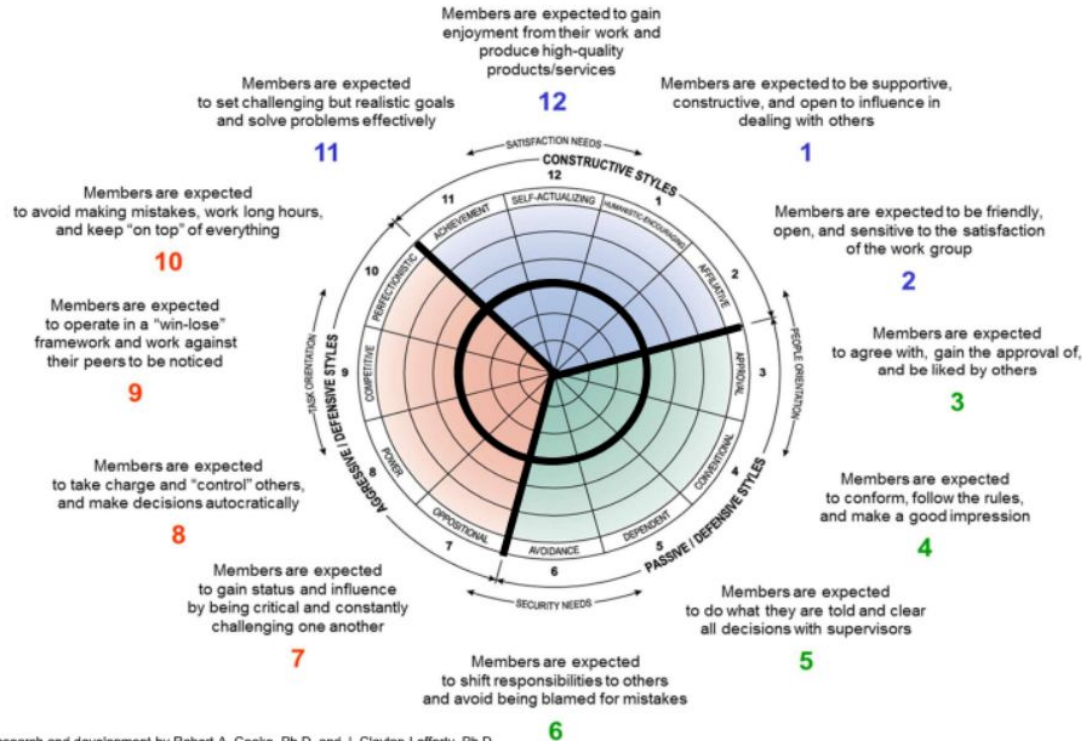 Members are expected to gain
enjoyment from their work and
produce high-quality
products/services
12
Members are expected
to set challenging but realistic goals
and solve problems effectively
11
Members are expected to be supportive,
constructive, and open to influence in
dealing with others
1
Members are expected
to avoid making mistakes, work long hours,
and keep “on top” of everything
10
Members are expected to be friendly,
open, and sensitive to the satisfaction
of the work group
2
Members are expected
to operate in a “win-lose”
framework and work against
their peers to be noticed
9
Members are expected
to agree with, gain the approval of,
and be liked by others
3
Members are expected
to take charge and “control” others,
and make decisions autocratically
8
Members are expected
to conform, follow the rules,
and make a good impression
4
Members are expected
to gain status and influence
by being critical and constantly
challenging one another
7
Members are expected
to do what they are told and clear
all decisions with supervisors
5
Members are expected
to shift responsibilities to others
and avoid being blamed for mistakes
6
SATISFACTION NEEDS
CONSTRUCTIVE STYLES
PEOPLE ORIENTATION
PASSIVE / DEFENSIVE STYLES
SECURITY NEEDS
AGGRESSIVE / DEFENSIVE STYLES
TASK ORIENTATION
12
SELF-ACTUALIZING
1
HUMANISTIC-ENCOURAGING
2
AFFILIATIVE
3
APPROVAL
4
CONVENTIONAL
5
DEPENDENT
6
AVOIDANCE
7
OPPOSITIONAL
8
POWER
9
COMPETITIVE
10
PERFECTIONISTIC
11
ACHIEVEMENT
and development by Robert A. Cooke, Ph.D. and J. Clayton Lafferty, Ph.D.